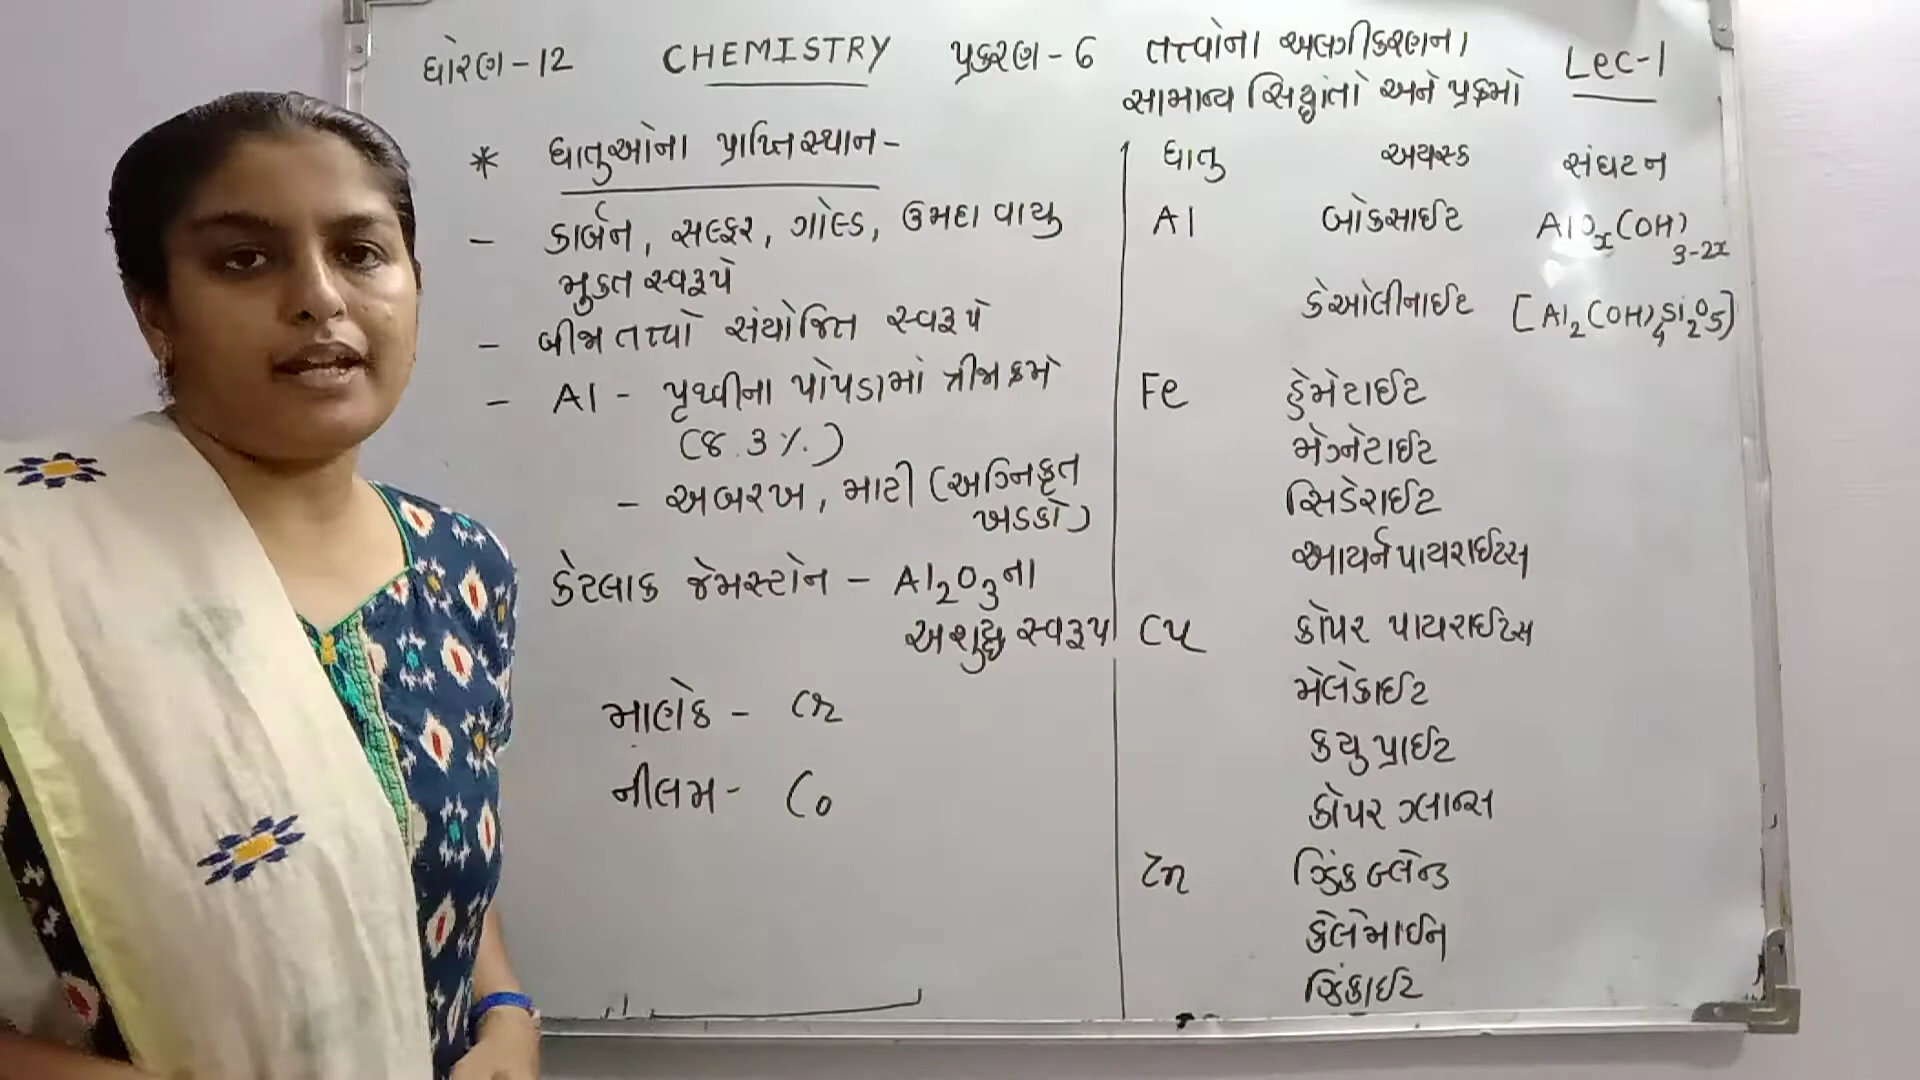 ધોરણ-12 CHEMISTRY પ્રકરણ-6 તત્ત્વોના અલગીકરણના Lec-1
સામાન્ય સિદ્ધાંતો અને પ્રક્રમો
* ધાતુઓના પ્રાપ્તિસ્થાન-
- કાર્બન, સલ્ફર, ગોલ્ડ, ઉમદા વાયુ
મુક્ત સ્વરૂપે
- બીજા તત્ત્વો સંયોજિત સ્વરૂપે
- Al - પૃથ્વીના પોપડામાં ત્રીજા ક્રમે
(8.3%.)
- અબરખ, માટી (અગ્નિકૃત
ખડકો)
કેટલાક જેમસ્ટોન - Al2O3ના
અશુદ્ધ સ્વરૂપ
માણેક - Cr
નીલમ - Co
ધાતુ અયસ્ક સંઘટન
Al બોક્સાઈટ AlOx(OH)3-2x
કેઓલીનાઈટ [Al2(OH)4Si2O5]
Fe હેમેટાઈટ
મેગ્નેટાઈટ
સિડેરાઈટ
આયર્ન પાયરાઈટ્સ
Cu કોપર પાયરાઈટ્સ
મેલેકાઈટ
ક્યુપ્રાઈટ
કોપર ગ્લાન્સ
Zn ઝિંક બ્લેન્ડ
કેલેમાઈન
ઝિંકાઈટ